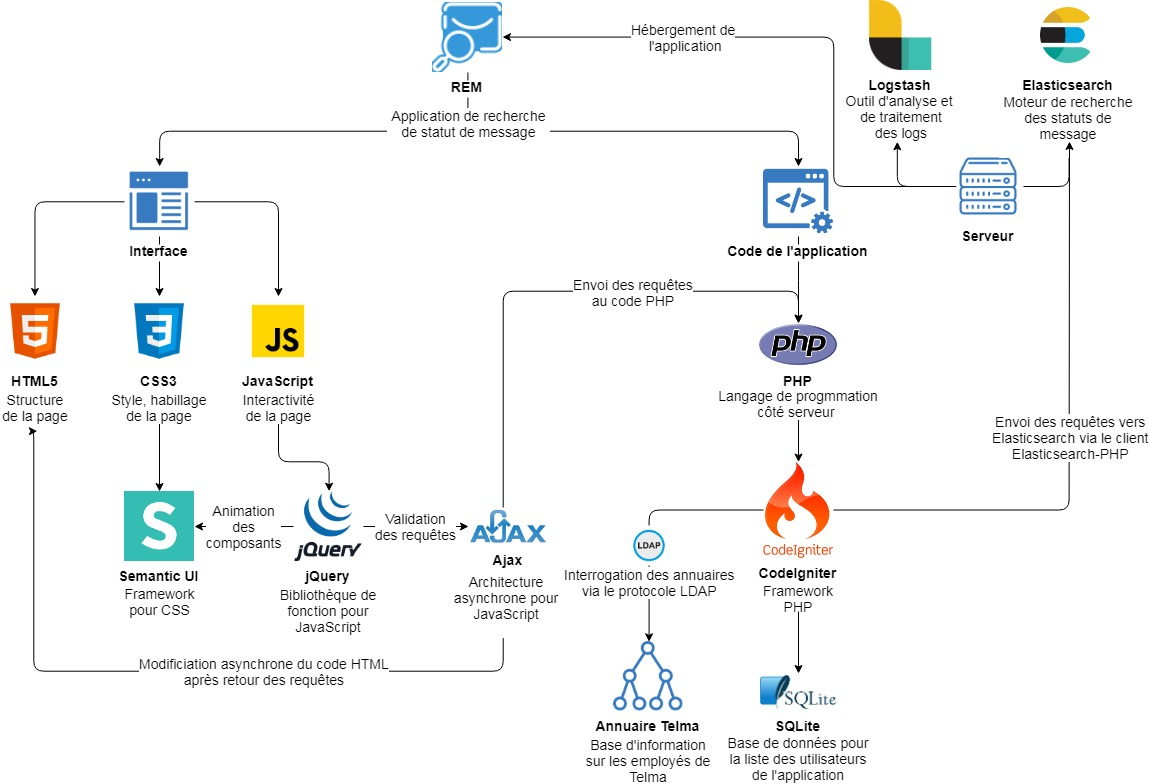 Hébergement de
l'application
REM
Application de recherche
de statut de message
Logstash
Outil d'analyse et
de traitement
des logs
Elasticsearch
Moteur de recherche
des statuts de
message
Serveur
Interface
Code de l'application
Envoi des requêtes
au code PHP
5
HTML5
Structure
de la page
3
CSS3
Style, habillage
de la page
JS
JavaScript
Interactivité
de la page
php
PHP
Langage de progmmation
côté serveur
Envoi des requêtes vers
Elasticsearch via le client
Elasticsearch-PHP
S
Semantic UI
Framework
pour CSS
Animation
des
composants
jQuery
jQuery
Bibliothèque de
fonction pour
JavaScript
Validation
des requêtes
AJAX
Ajax
Architecture
asynchrone pour
JavaScript
LDAP
Interrogation des annuaires
via le protocole LDAP
CodeIgniter
CodeIgniter
Framework
PHP
Modificiation asynchrone du code HTML
après retour des requêtes
Annuaire Telma
Base d'information
sur les employés de
Telma
SQLite
SQLite
Base de données pour
la liste des utilisateurs
de l'application